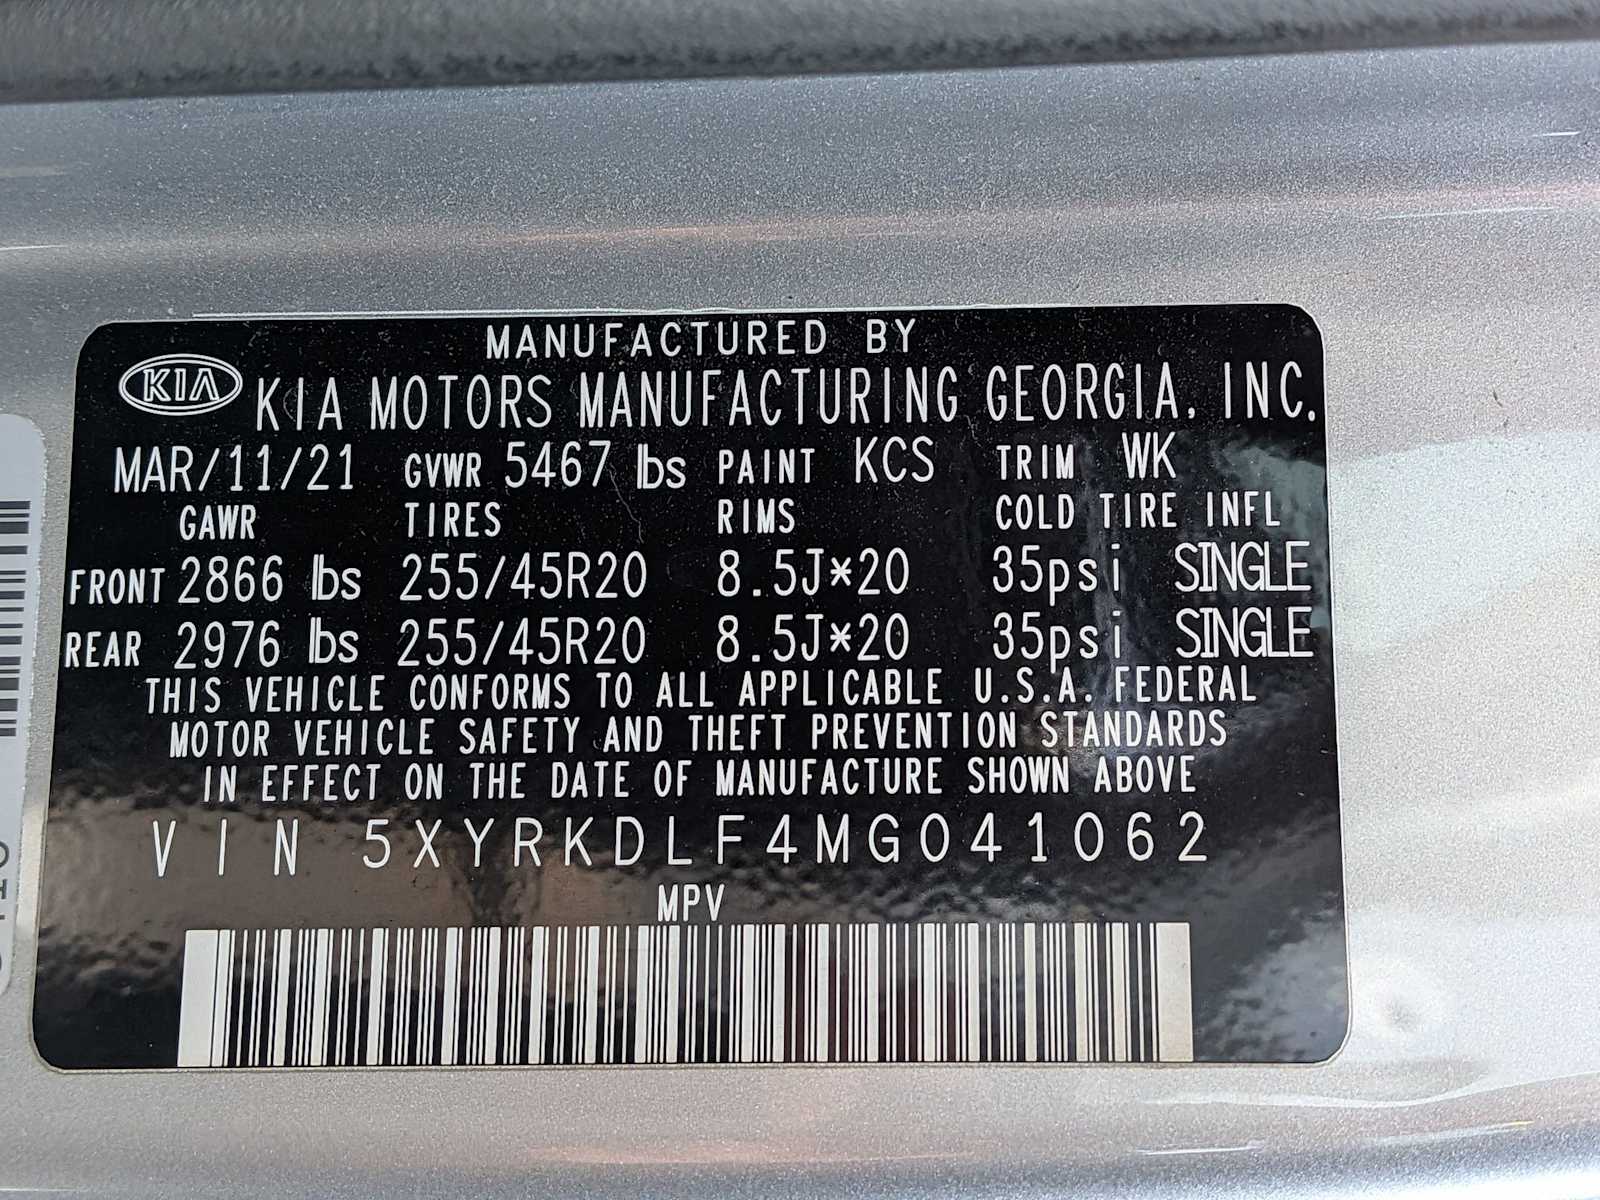 MANUFACTURED BY
KIA KIA MOTORS MANUFACTURING GEORGIA, INC.
MAR/11/21 GVWR 5467 lbs PAINT KCS TRIM WK
GAWR TIRES RIMS COLD TIRE INFL
FRONT 2866 lbs 255/45R20 8.5J*20 35psi SINGLE
REAR 2976 lbs 255/45R20 8.5J*20 35psi SINGLE
THIS VEHICLE CONFORMS TO ALL APPLICABLE U.S.A. FEDERAL
MOTOR VEHICLE SAFETY AND THEFT PREVENTION STANDARDS
IN EFFECT ON THE DATE OF MANUFACTURE SHOWN ABOVE
VIN 5XYRKDLF4MG041062
MPV